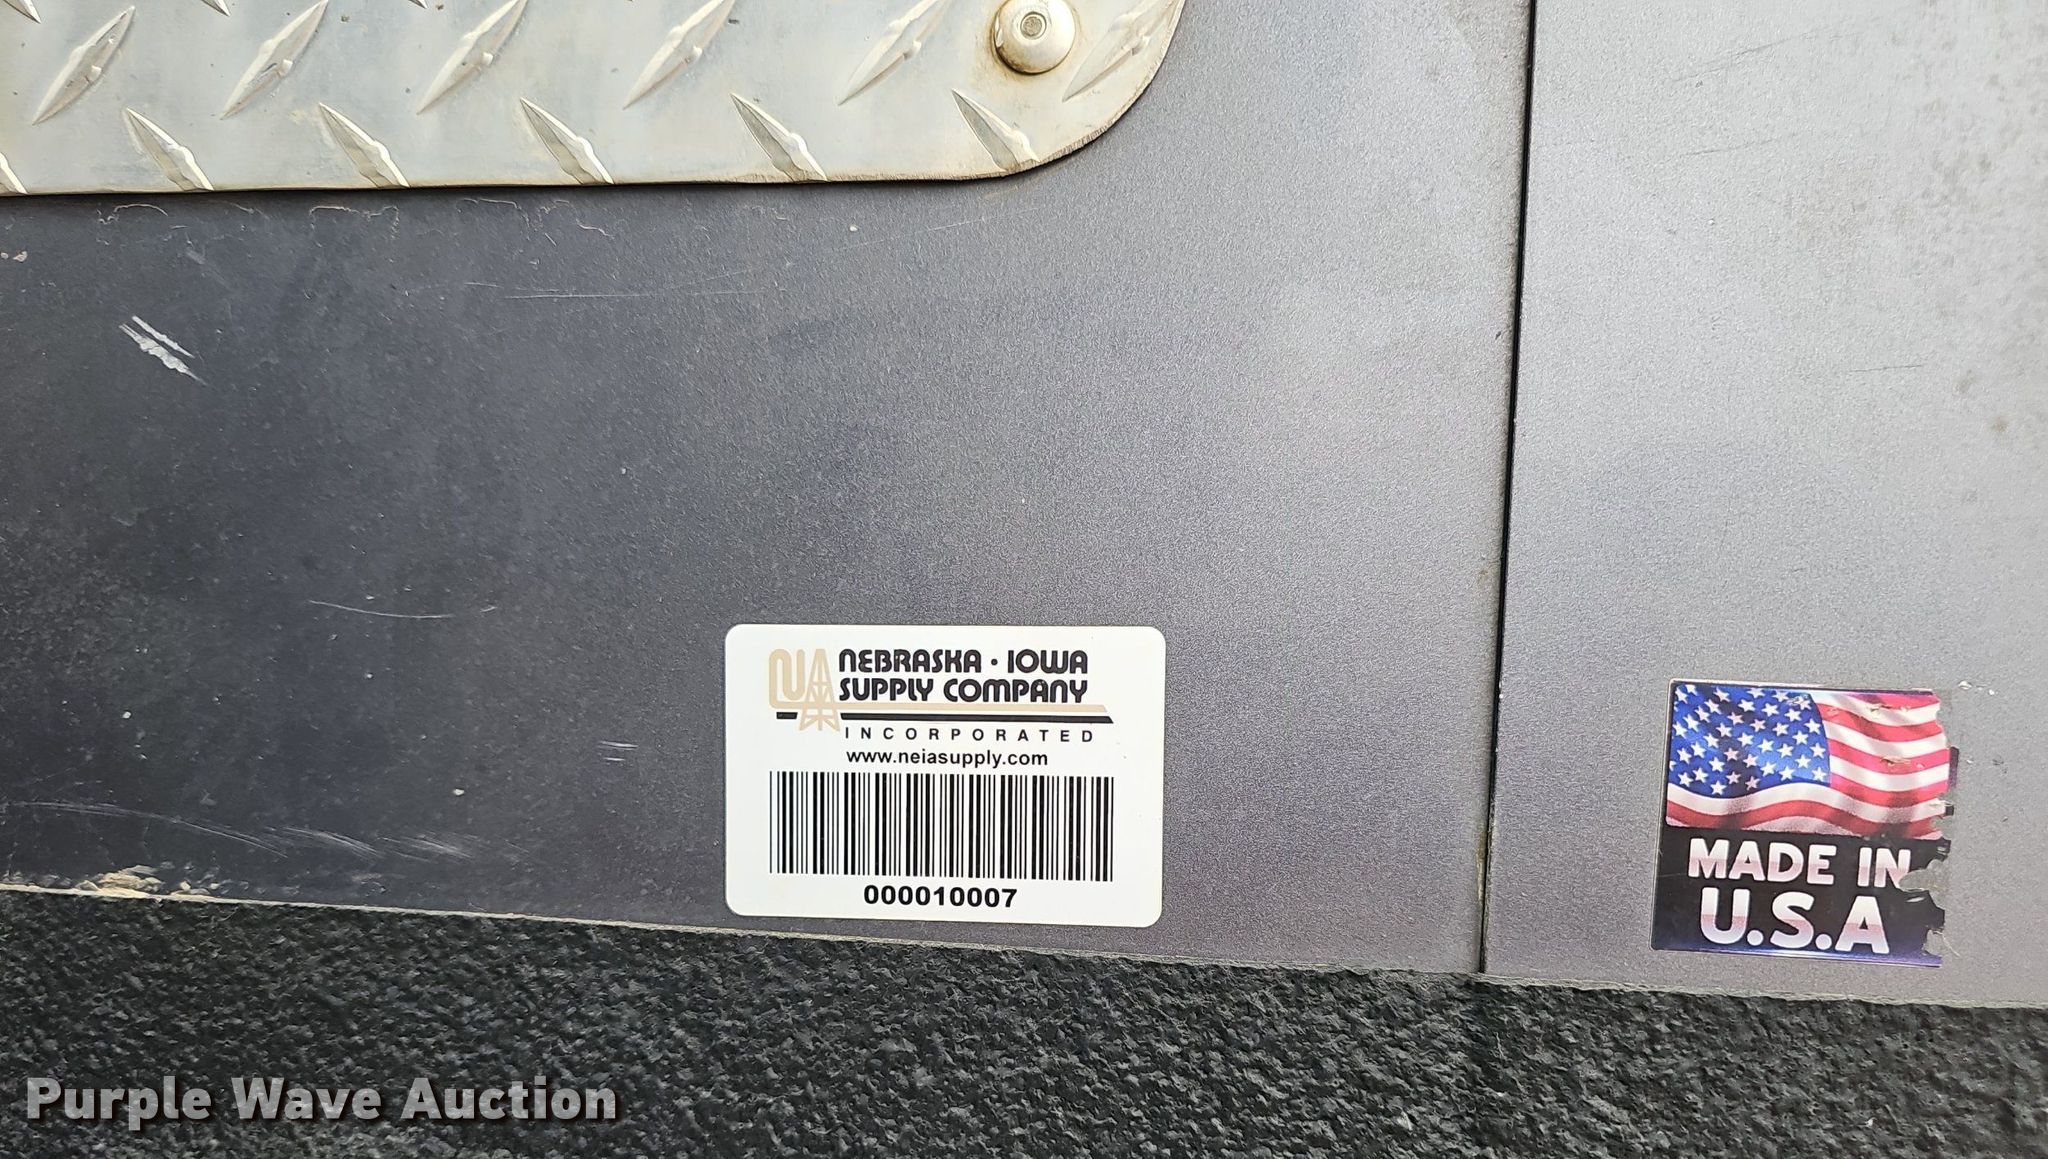 NEBRASKA • IOWA
SUPPLY COMPANY
INCORPORATED
www.neiasupply.com
000010007
MADE IN
U.S.A
Purple Wave Auction